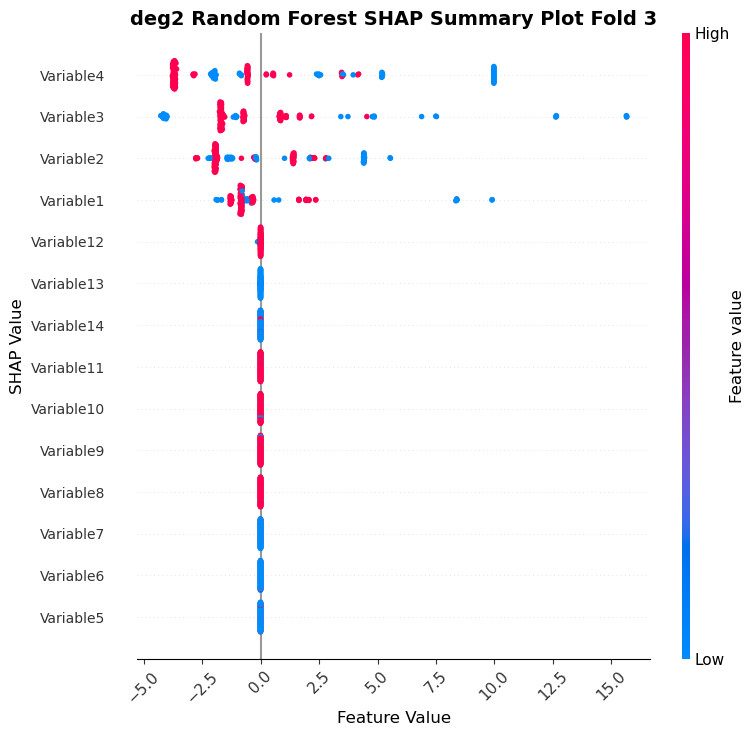 deg2 Random Forest SHAP Summary Plot Fold 3
High
Variable4
Variable3
Variable2
Variable1
Variable12
Variable13
Variable14
Variable11
Variable10
Variable9
Variable8
Variable7
Variable6
Variable5
SHAP Value
Feature value
Low
−5.0
−2.5
0.0
2.5
5.0
7.5
10.0
12.5
15.0
Feature Value